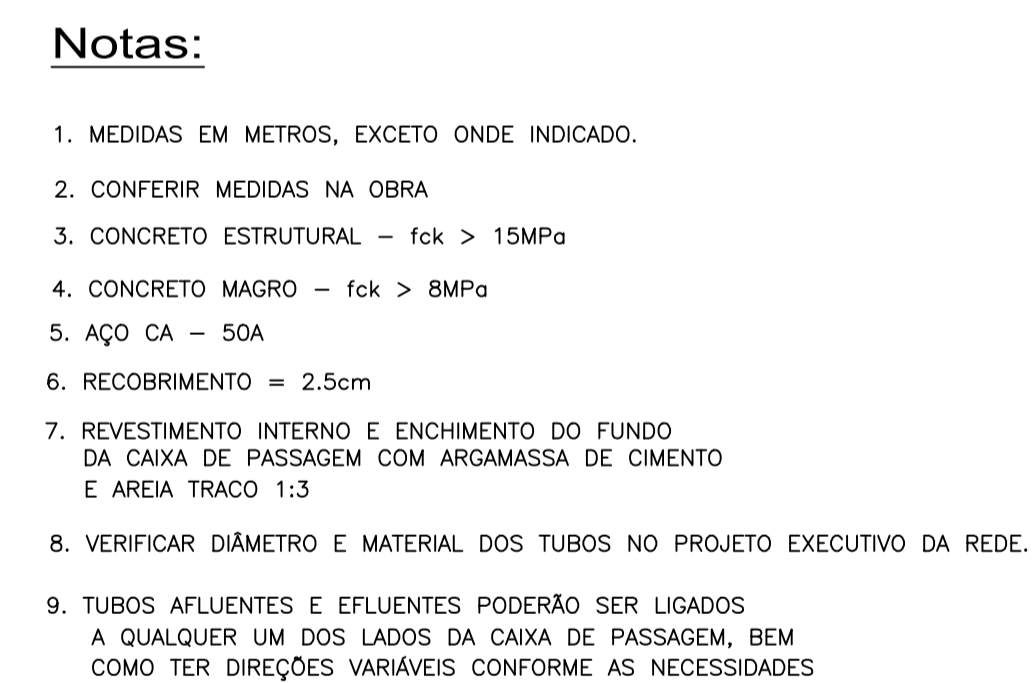 Notas:
1. MEDIDAS EM METROS, EXCETO ONDE INDICADO.
2. CONFERIR MEDIDAS NA OBRA
3. CONCRETO ESTRUTURAL – fck > 15MPa
4. CONCRETO MAGRO – fck > 8MPa
5. AÇO CA – 50A
6. RECOBRIMENTO = 2.5cm
7. REVESTIMENTO INTERNO E ENCHIMENTO DO FUNDO
DA CAIXA DE PASSAGEM COM ARGAMASSA DE CIMENTO
E AREIA TRACO 1:3
8. VERIFICAR DIÂMETRO E MATERIAL DOS TUBOS NO PROJETO EXECUTIVO DA REDE.
9. TUBOS AFLUENTES E EFLUENTES PODERÃO SER LIGADOS
A QUALQUER UM DOS LADOS DA CAIXA DE PASSAGEM, BEM
COMO TER DIREÇÕES VARIÁVEIS CONFORME AS NECESSIDADES